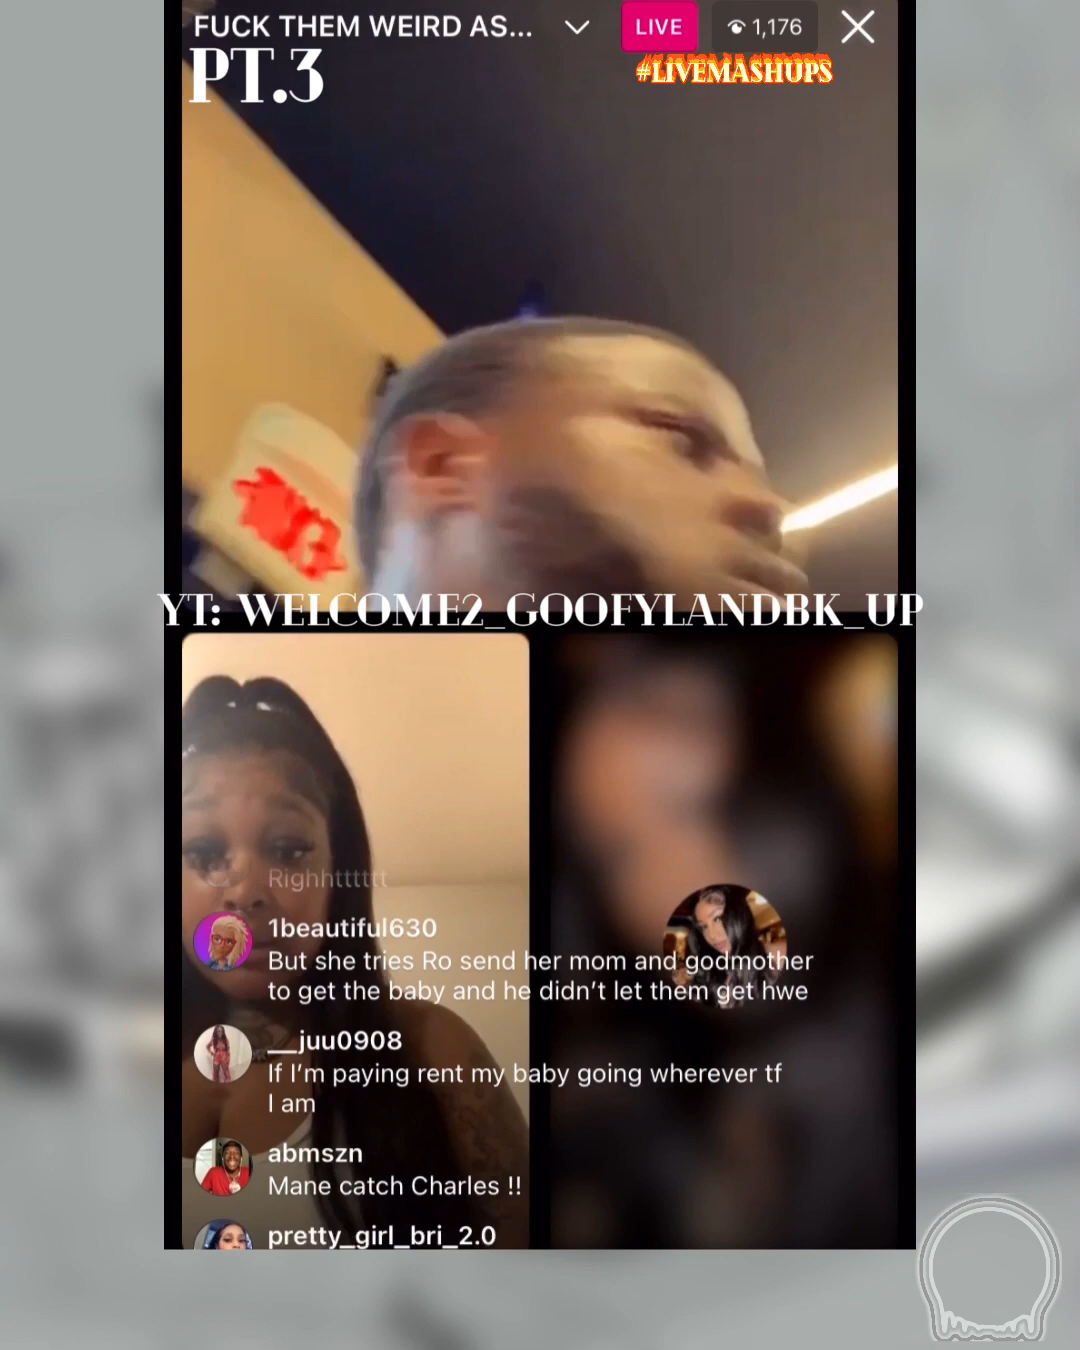 FUCK THEM WEIRD AS...
LIVE
1,176
PT.3
#LIVEMASHUPS
YT: WELCOME2_GOOFYLANDBK_UP
Righhtttttt
1beautiful630
But she tries Ro send her mom and godmother
to get the baby and he didn’t let them get hwe
__juu0908
If I’m paying rent my baby going wherever tf
I am
abmszn
Mane catch Charles !!
pretty_girl_bri_2.0